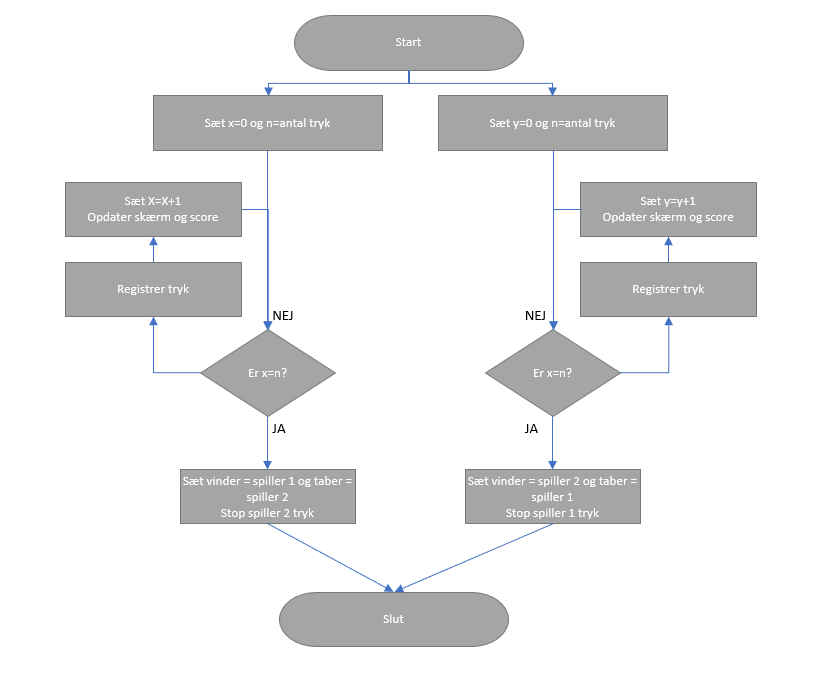 Start
Sæt x=0 og n=antal tryk
Sæt y=0 og n=antal tryk
Sæt X=X+1
Opdater skærm og score
Sæt y=y+1
Opdater skærm og score
Registrer tryk
Registrer tryk
NEJ
NEJ
Er x=n?
Er x=n?
JA
JA
Sæt vinder = spiller 1 og taber =
spiller 2
Stop spiller 2 tryk
Sæt vinder = spiller 2 og taber =
spiller 1
Stop spiller 1 tryk
Slut